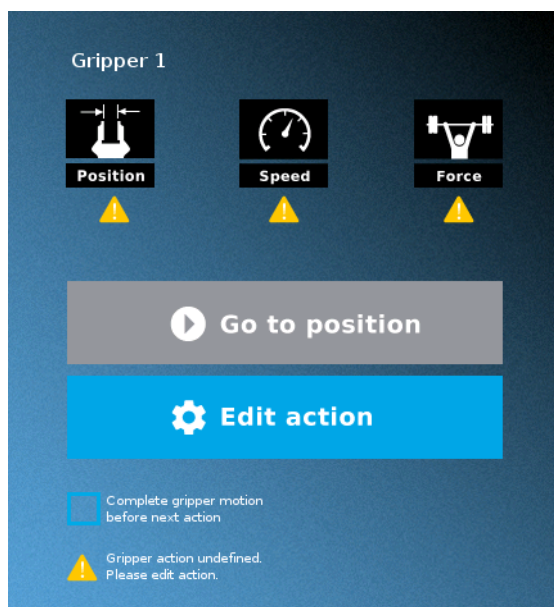 Gripper 1
Position
Speed
Force
Go to position
Edit action
Complete gripper motion
before next action
Gripper action undefined.
Please edit action.